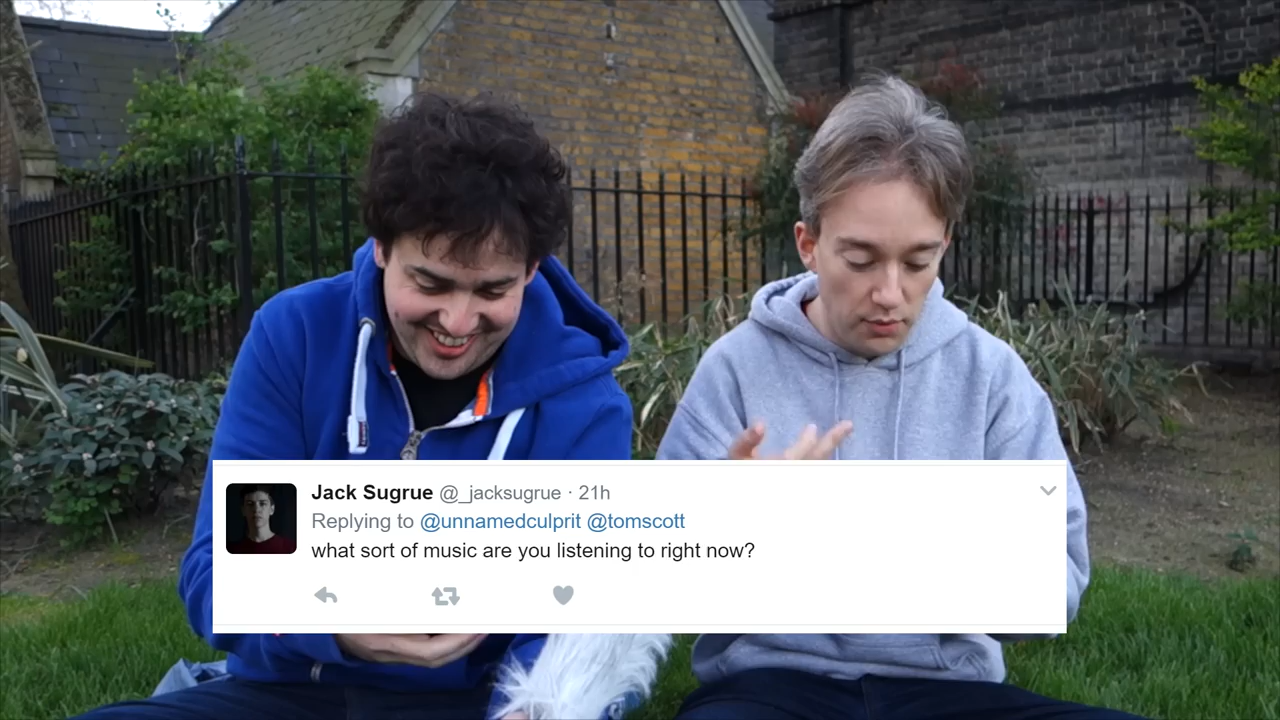 Jack Sugrue @_jacksugrue · 21h
Replying to @unnamedculprit @tomscott
what sort of music are you listening to right now?